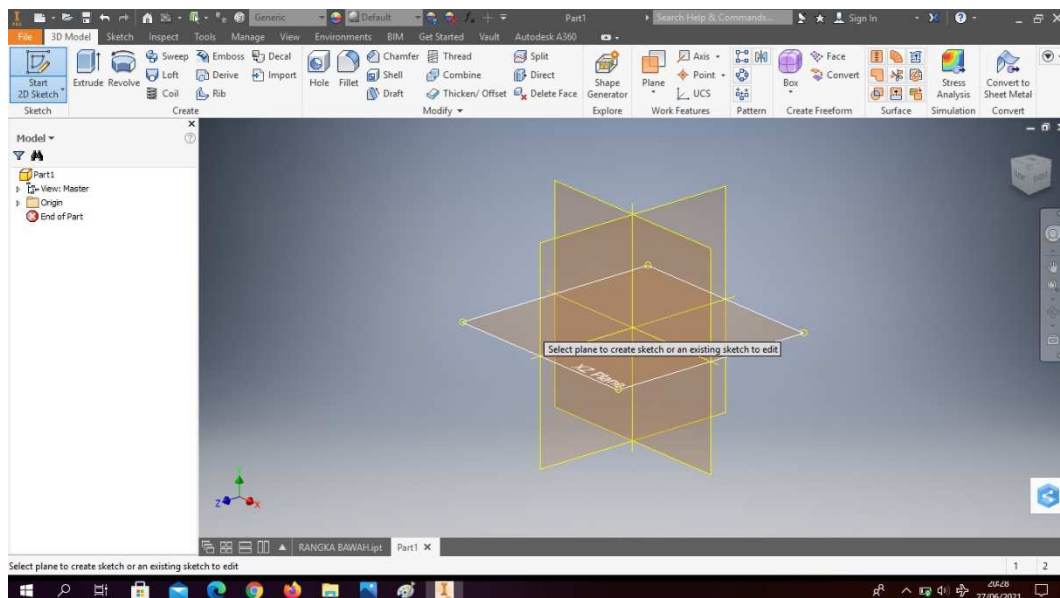 PRO
Generic
Default
Part1
Search Help & Commands...
Sign In
File 3D Model Sketch Inspect Tools Manage View Environments BIM Get Started Vault Autodesk A360
Start 2D Sketch
Extrude Revolve
Sweep Emboss Decal
Loft Derive Import
Coil Rib
Hole Fillet
Chamfer Thread
Shell Combine
Draft Thicken/ Offset
Split
Direct
Delete Face
Shape Generator
Plane
Axis
Point
UCS
Box
Face
Convert
Stress Analysis
Convert to Sheet Metal
Sketch Create Modify Explore Work Features Pattern Create Freeform Surface Simulation Convert
Model
Part1
View: Master
Origin
End of Part
Select plane to create sketch or an existing sketch to edit
XZ Plane
Y
Z
X
RANGKA BAWAH.ipt Part1
Select plane to create sketch or an existing sketch to edit
1 2
20:28
27/06/2021